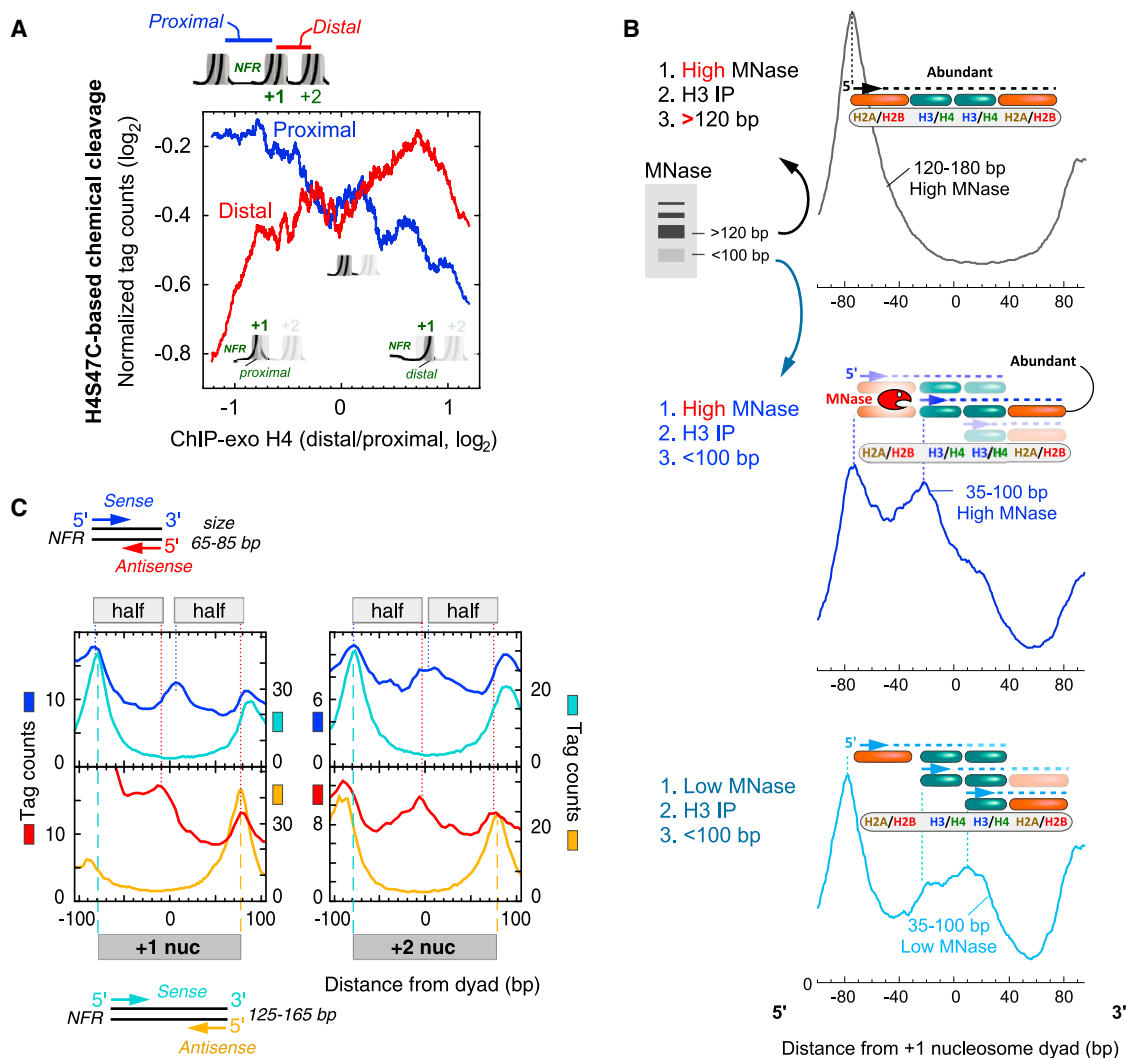 A
Proximal
Distal
NFR
+1
+2
H4S47C-based chemical cleavage
Normalized tag counts (log2)
-0.2
-0.4
-0.6
-0.8
Proximal
Distal
+1
+2
NFR
proximal
+1
+2
NFR
distal
-1
0
1
ChIP-exo H4 (distal/proximal, log2)
B
1. High MNase
2. H3 IP
3. >120 bp
MNase
>120 bp
<100 bp
5'
Abundant
H2A/H2B H3/H4 H3/H4 H2A/H2B
120-180 bp
High MNase
-80 -40 0 40 80
1. High MNase
2. H3 IP
3. <100 bp
5'
Abundant
MNase
H2A/H2B H3/H4 H3/H4 H2A/H2B
35-100 bp
High MNase
-80 -40 0 40 80
1. Low MNase
2. H3 IP
3. <100 bp
5'
H2A/H2B H3/H4 H3/H4 H2A/H2B
35-100 bp
Low MNase
0
-80 -40 0 40 80
5'
3'
Distance from +1 nucleosome dyad (bp)
C
5' Sense 3'
NFR
5'
Antisense
size
65-85 bp
half half
half half
Tag counts
10
0
30
0
6
0
20
0
Tag counts
10
0
30
0
8
0
20
0
-100 0 100
-100 0 100
+1 nuc
+2 nuc
Distance from dyad (bp)
5' Sense 3'
NFR
5'
Antisense
125-165 bp